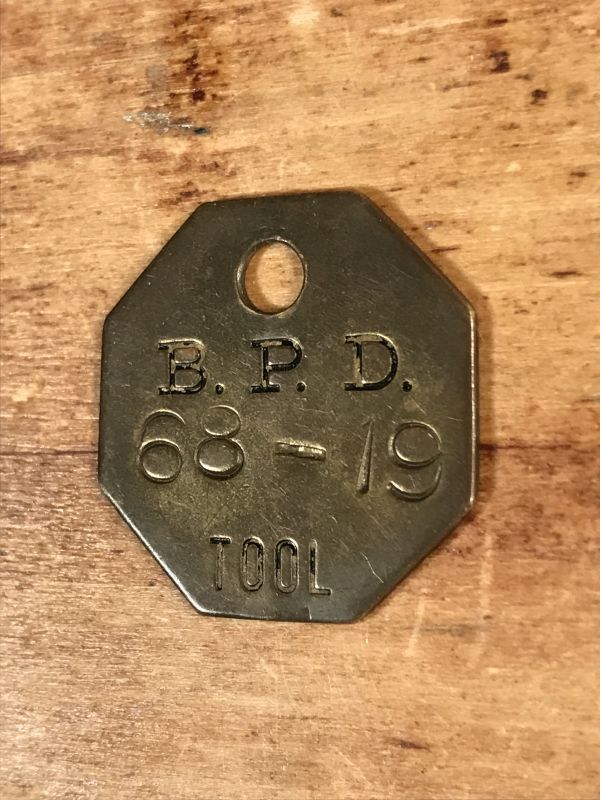 B. P. D.
68-19
TOOL